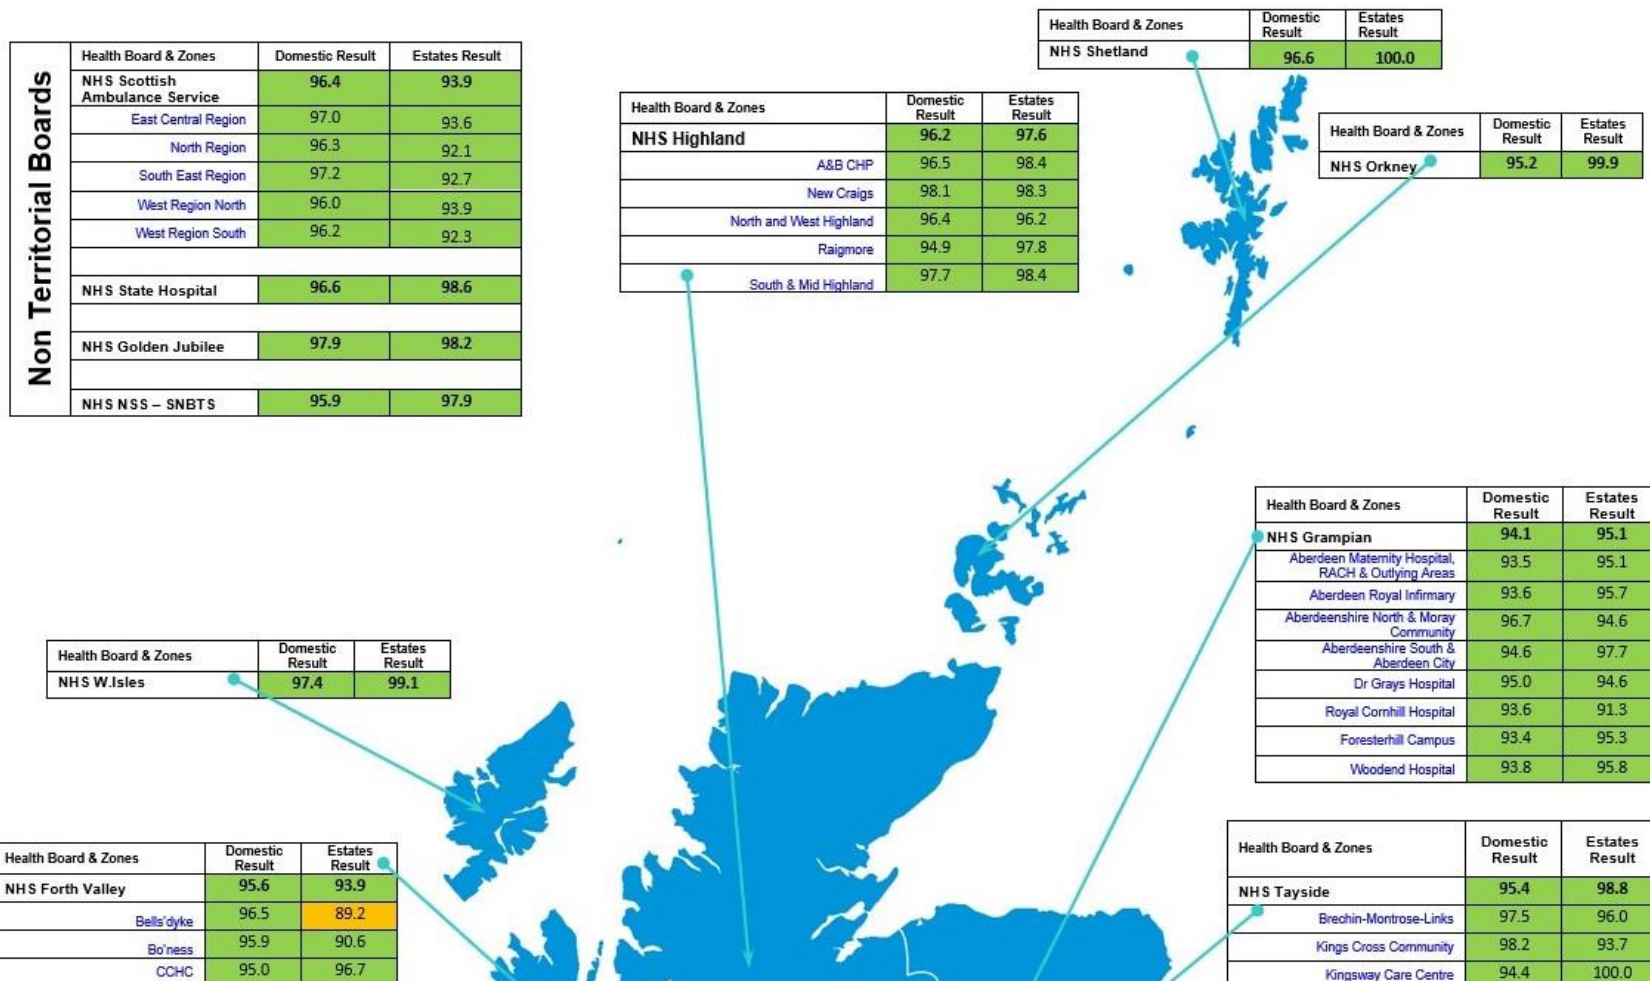 Non Territorial Boards
Health Board & Zones Domestic Result Estates Result
NHS Scottish
Ambulance Service 96.4 93.9
East Central Region 97.0 93.6
North Region 96.3 92.1
South East Region 97.2 92.7
West Region North 96.0 93.9
West Region South 96.2 92.3
NHS State Hospital 96.6 98.6
NHS Golden Jubilee 97.9 98.2
NHS NSS – SNBTS 95.9 97.9
Health Board & Zones Domestic Result Estates Result
NHS Highland 96.2 97.6
A&B CHP 96.5 98.4
New Craigs 98.1 98.3
North and West Highland 96.4 96.2
Raigmore 94.9 97.8
South & Mid Highland 97.7 98.4
Health Board & Zones Domestic Result Estates Result
NHS Shetland 96.6 100.0
Health Board & Zones Domestic Result Estates Result
NHS Orkney 95.2 99.9
Health Board & Zones Domestic Result Estates Result
NHS Grampian 94.1 95.1
Aberdeen Maternity Hospital,
RACH & Outlying Areas 93.5 95.1
Aberdeen Royal Infirmary 93.6 95.7
Aberdeenshire North & Moray
Community 96.7 94.6
Aberdeenshire South &
Aberdeen City 94.6 97.7
Dr Grays Hospital 95.0 94.6
Royal Cornhill Hospital 93.6 91.3
Foresterhill Campus 93.4 95.3
Woodend Hospital 93.8 95.8
Health Board & Zones Domestic Result Estates Result
NHS W.Isles 97.4 99.1
Health Board & Zones Domestic Result Estates Result
NHS Forth Valley 95.6 93.9
Bells'dyke 96.5 89.2
Bo'ness 95.9 90.6
CCHC 95.0 96.7
Health Board & Zones Domestic Result Estates Result
NHS Tayside 95.4 98.8
Brechin-Montrose-Links 97.5 96.0
Kings Cross Community 98.2 93.7
Kingsway Care Centre 94.4 100.0